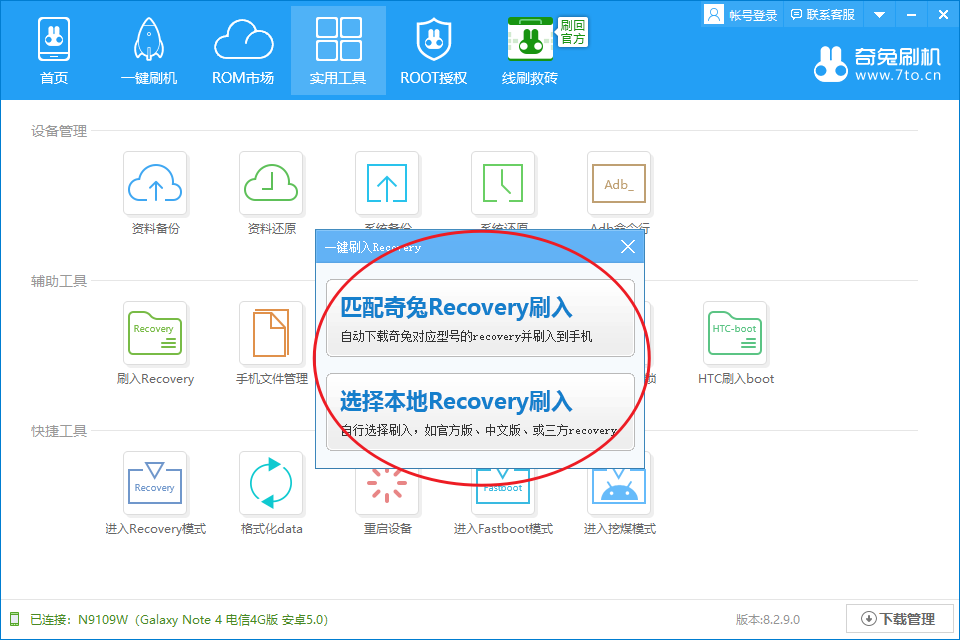 帐号登录 联系客服
首页 一键刷机 ROM市场 实用工具 ROOT授权 线刷救砖
刷回
官方
奇兔刷机
www.7to.cn
设备管理
Adb_
资料备份 资料还原 系统备份 系统还原 Adb命令行
一键刷入Recovery
辅助工具
匹配奇兔Recovery刷入
自动下载奇兔对应型号的recovery并刷入到手机
Recovery HTC-boot
刷入Recovery 手机文件管理 锁 HTC刷入boot
选择本地Recovery刷入
自行选择刷入，如官方版、中文版、或三方recovery
快捷工具
Recovery Fastboot
进入Recovery模式 格式化data 重启设备 进入Fastboot模式 进入挖煤模式
已连接：N9109W（Galaxy Note 4 电信4G版 安卓5.0） 版本:8.2.9.0 下载管理